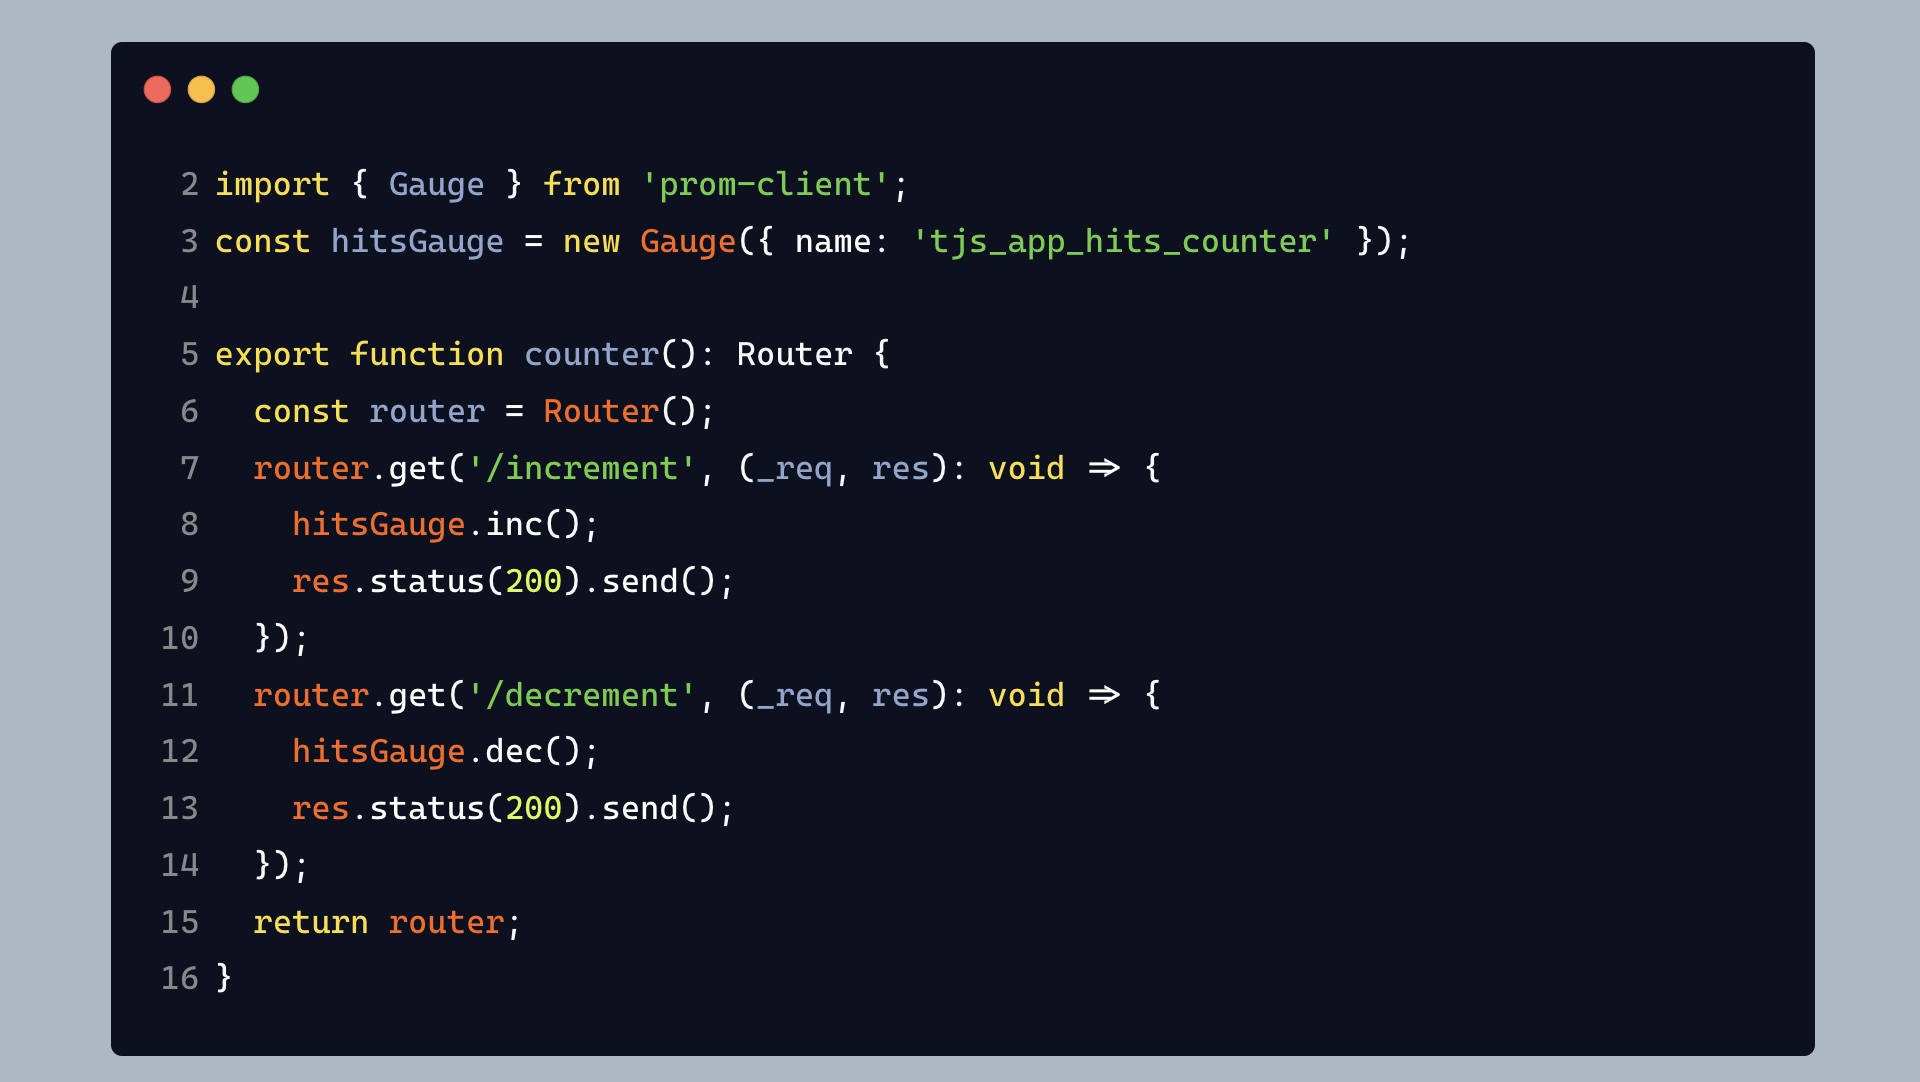 2 import { Gauge } from 'prom-client';
3 const hitsGauge = new Gauge({ name: 'tjs_app_hits_counter' });
4
5 export function counter(): Router {
6   const router = Router();
7   router.get('/increment', (_req, res): void => {
8     hitsGauge.inc();
9     res.status(200).send();
10   });
11   router.get('/decrement', (_req, res): void => {
12     hitsGauge.dec();
13     res.status(200).send();
14   });
15   return router;
16 }